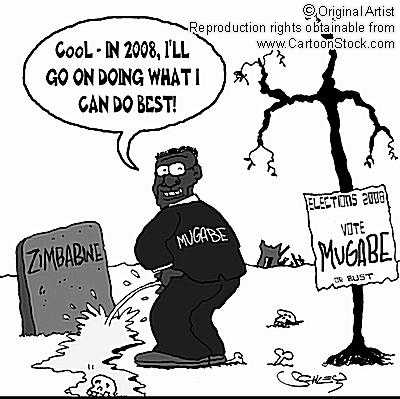 © Original Artist
Reproduction rights obtainable from
www.CartoonStock.com
COOL - IN 2008, I'LL
GO ON DOING WHAT I
CAN DO BEST!
ZIMBABWE
MUGABE
ELECTIONS 2008
VOTE
MUGABE
OR BUST